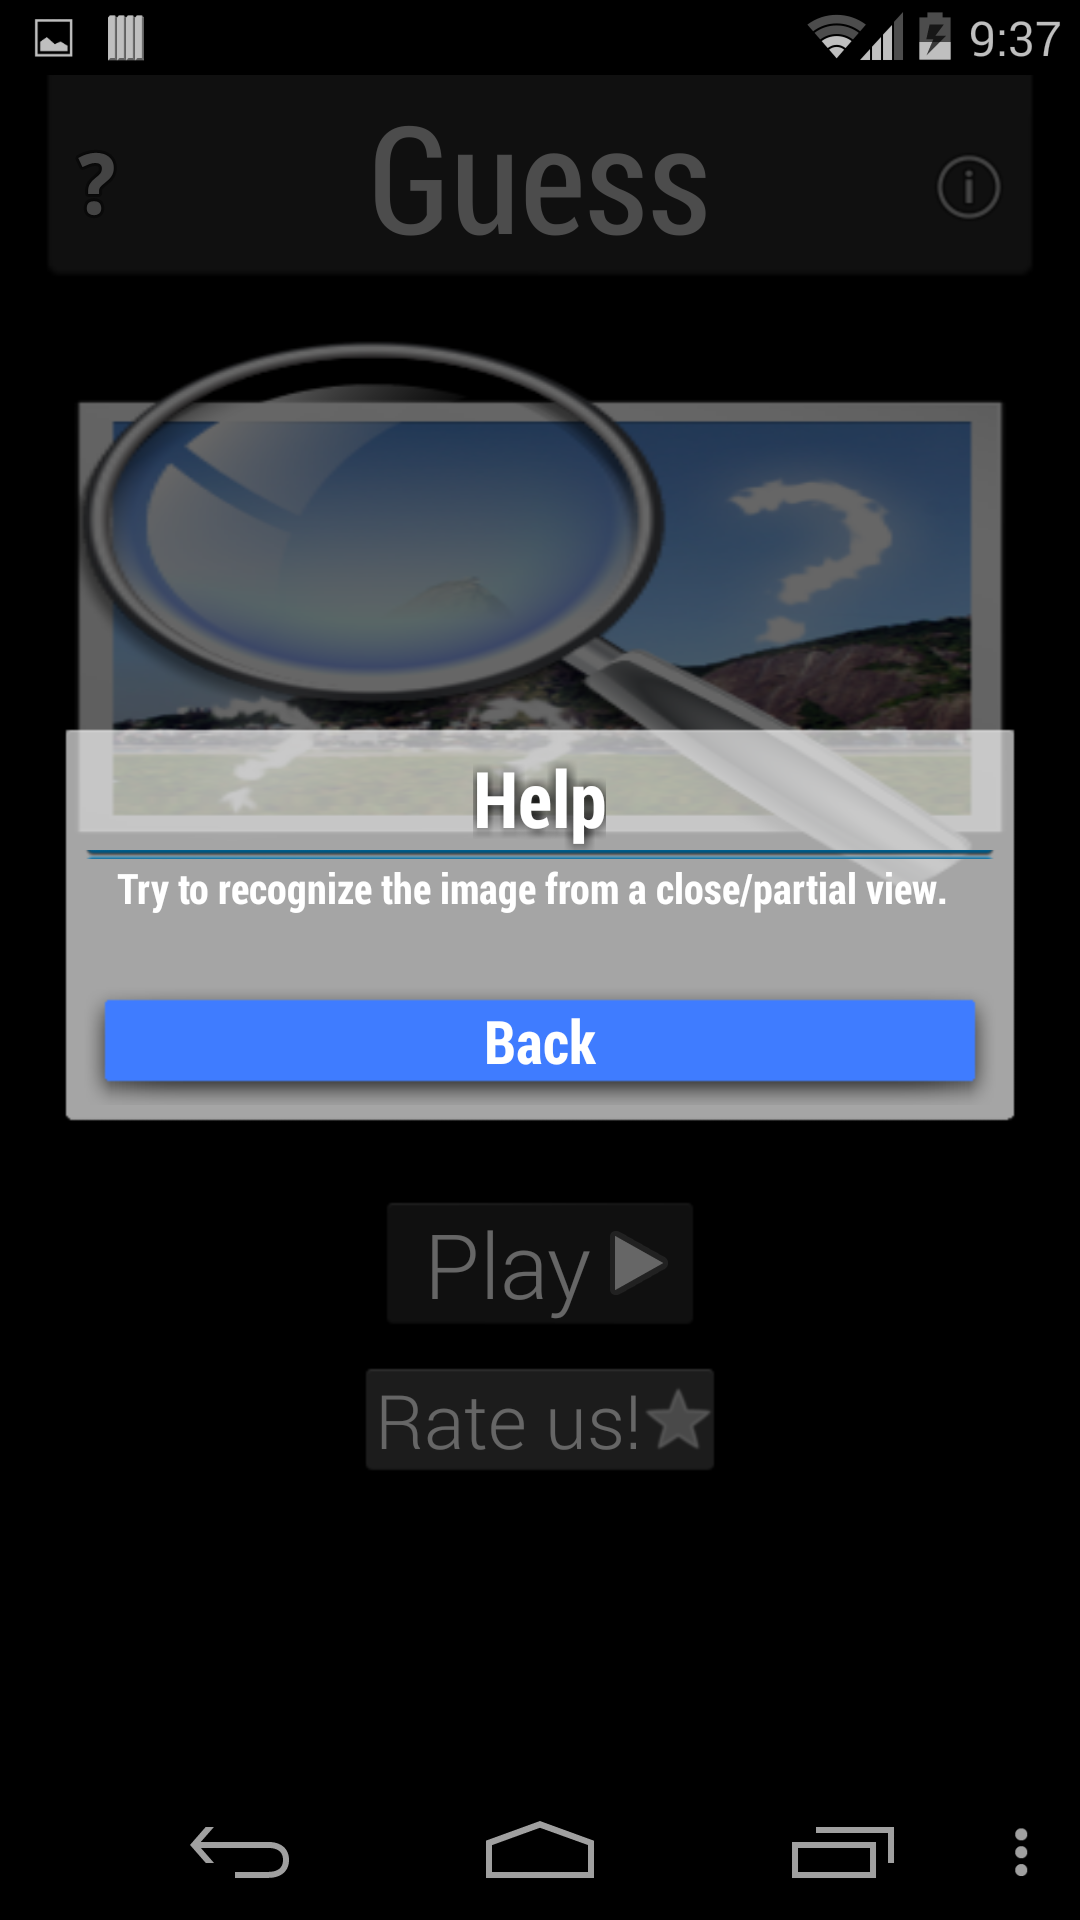 9:37
? Guess i
Help
Try to recognize the image from a close/partial view.
Back
Play
Rate us!